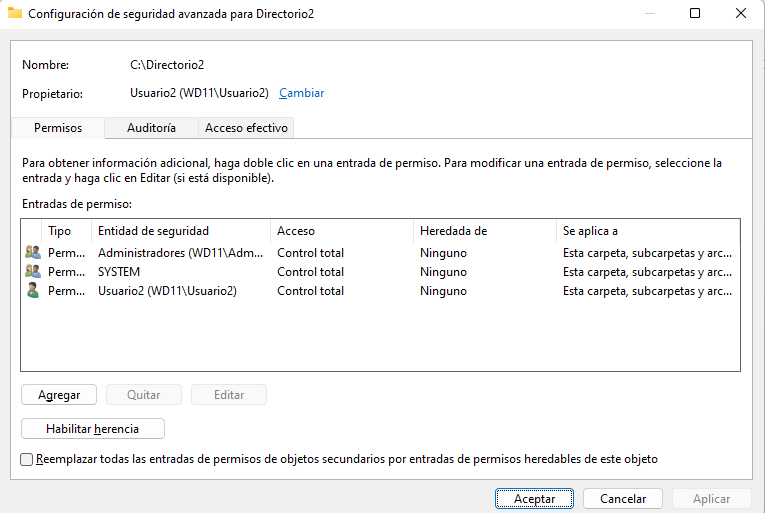 Configuración de seguridad avanzada para Directorio2
Nombre: C:\Directorio2
Propietario: Usuario2 (WD11\Usuario2) Cambiar
Permisos Auditoría Acceso efectivo
Para obtener información adicional, haga doble clic en una entrada de permiso. Para modificar una entrada de permiso, seleccione la
entrada y haga clic en Editar (si está disponible).
Entradas de permiso:
Tipo Entidad de seguridad Acceso Heredada de Se aplica a
Perm... Administradores (WD11\Adm... Control total Ninguno Esta carpeta, subcarpetas y arc...
Perm... SYSTEM Control total Ninguno Esta carpeta, subcarpetas y arc...
Perm... Usuario2 (WD11\Usuario2) Control total Ninguno Esta carpeta, subcarpetas y arc...
Agregar Quitar Editar
Habilitar herencia
Reemplazar todas las entradas de permisos de objetos secundarios por entradas de permisos heredables de este objeto
Aceptar Cancelar Aplicar